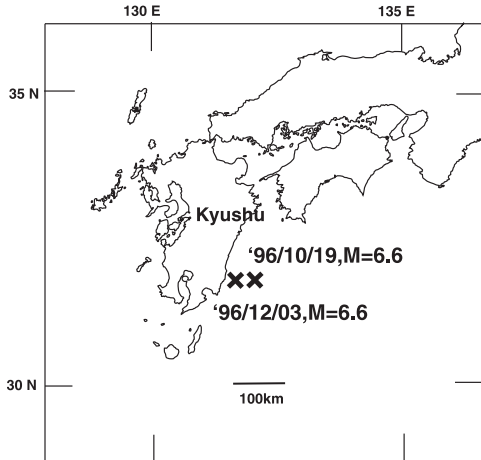 130 E 135 E
35 N
Kyushu
‘96/10/19,M=6.6
‘96/12/03,M=6.6
30 N
100km